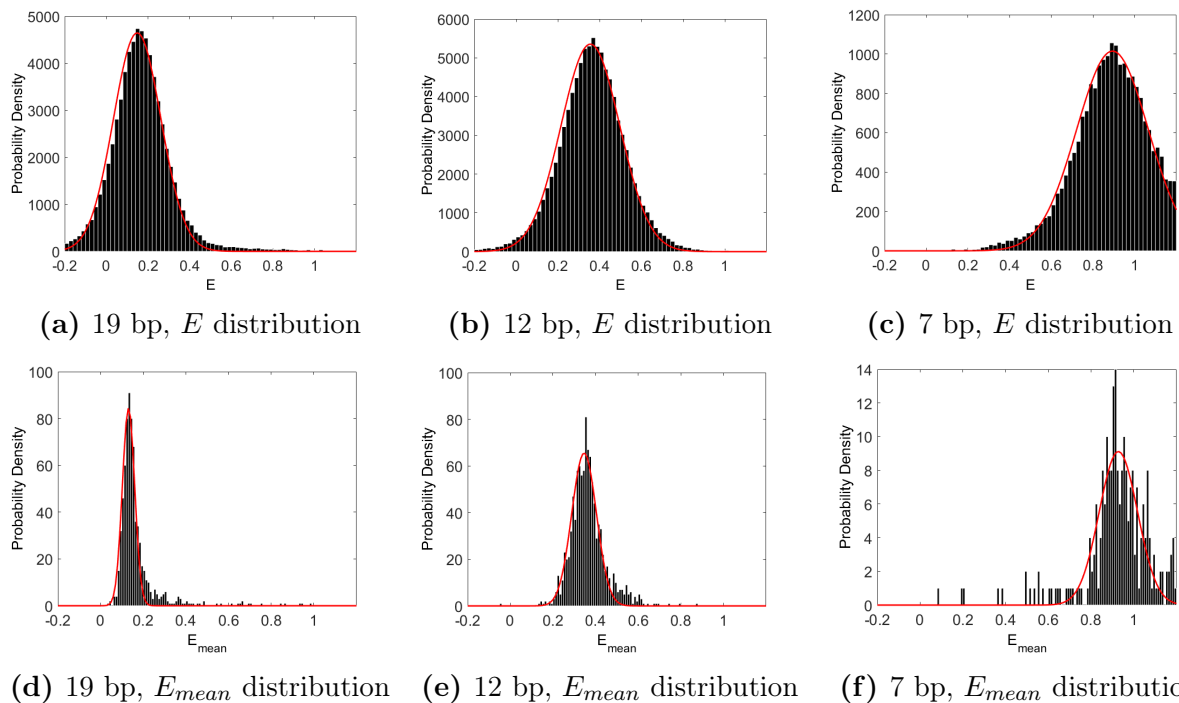 5000
4000
3000
2000
1000
0
Probability Density
-0.2 0 0.2 0.4 0.6 0.8 1
E
6000
5000
4000
3000
2000
1000
0
Probability Density
-0.2 0 0.2 0.4 0.6 0.8 1
E
1200
1000
800
600
400
200
0
Probability Density
-0.2 0 0.2 0.4 0.6 0.8 1
E
(a) 19 bp, E distribution
(b) 12 bp, E distribution
(c) 7 bp, E distribution
100
80
60
40
20
0
Probability Density
-0.2 0 0.2 0.4 0.6 0.8 1
E_mean
100
80
60
40
20
0
Probability Density
-0.2 0 0.2 0.4 0.6 0.8 1
E_mean
14
12
10
8
6
4
2
0
Probability Density
-0.2 0 0.2 0.4 0.6 0.8 1
E_mean
(d) 19 bp, E_mean distribution
(e) 12 bp, E_mean distribution
(f) 7 bp, E_mean distributio